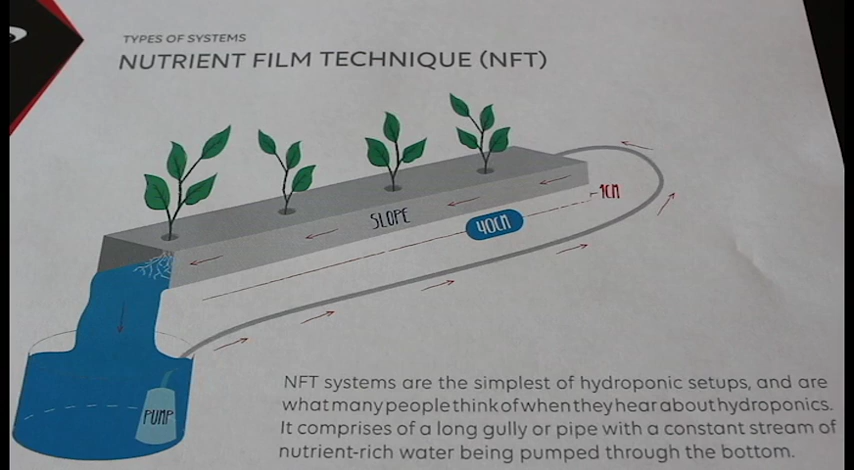 TYPES OF SYSTEMS
NUTRIENT FILM TECHNIQUE (NFT)
1CM
SLOPE
40CM
PUMP
NFT systems are the simplest of hydroponic setups, and are
what many people think of when they hear about hydroponics.
It comprises of a long gully or pipe with a constant stream of
nutrient-rich water being pumped through the bottom.